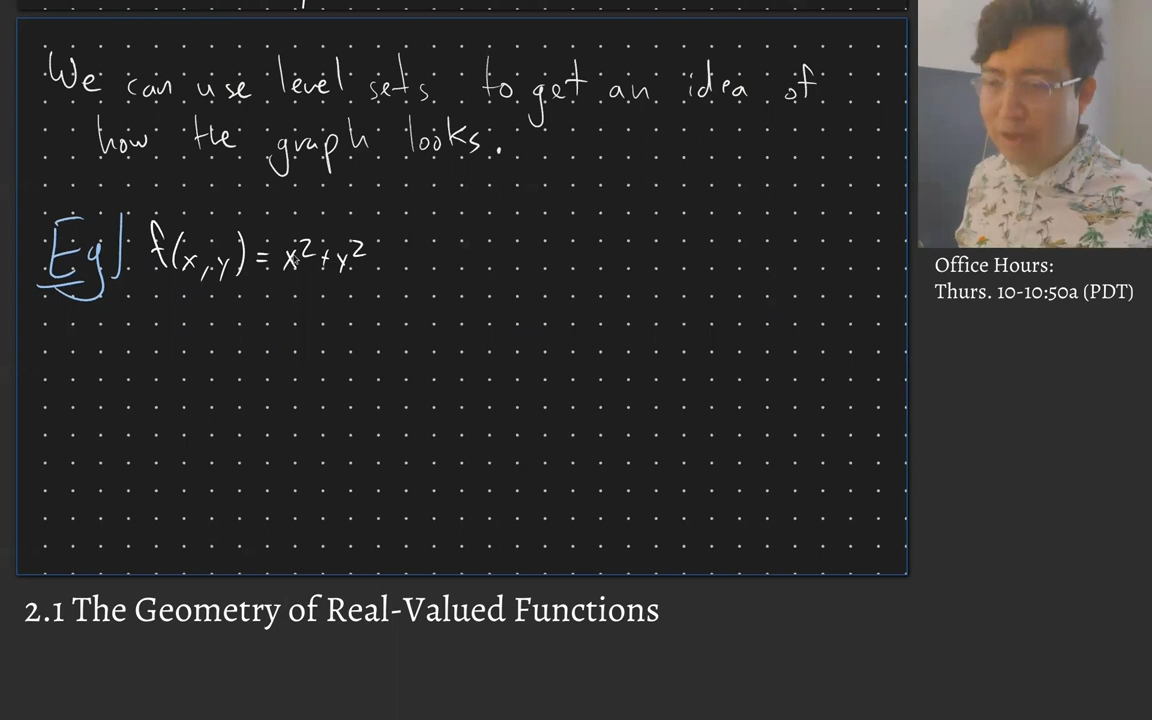 We can use level sets to get an idea of
how the graph looks.
Eg] f(x,y) = x²+y²
Office Hours:
Thurs. 10-10:50a (PDT)
2.1 The Geometry of Real-Valued Functions